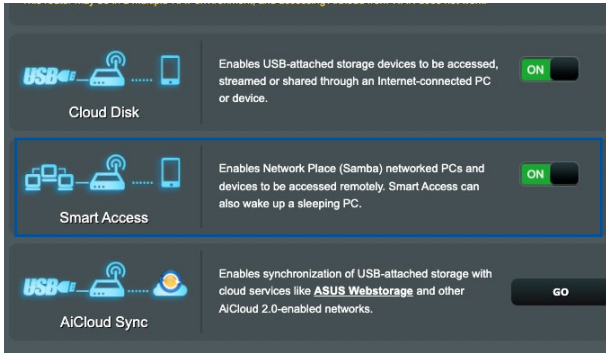 USB
Cloud Disk
Enables USB-attached storage devices to be accessed,
streamed or shared through an Internet-connected PC
or device.
ON
Smart Access
Enables Network Place (Samba) networked PCs and
devices to be accessed remotely. Smart Access can
also wake up a sleeping PC.
ON
USB
AiCloud Sync
Enables synchronization of USB-attached storage with
cloud services like ASUS Webstorage and other
AiCloud 2.0-enabled networks.
GO